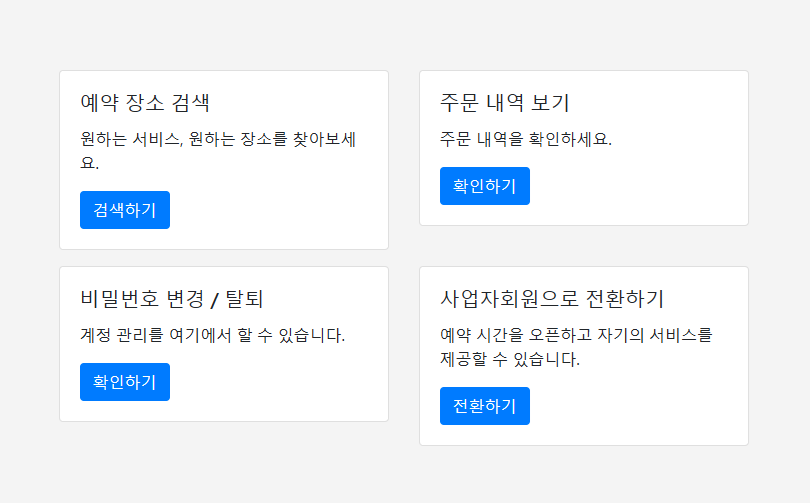 예약 장소 검색
원하는 서비스, 원하는 장소를 찾아보세
요.
검색하기
주문 내역 보기
주문 내역을 확인하세요.
확인하기
비밀번호 변경 / 탈퇴
계정 관리를 여기에서 할 수 있습니다.
확인하기
사업자회원으로 전환하기
예약 시간을 오픈하고 자기의 서비스를
제공할 수 있습니다.
전환하기